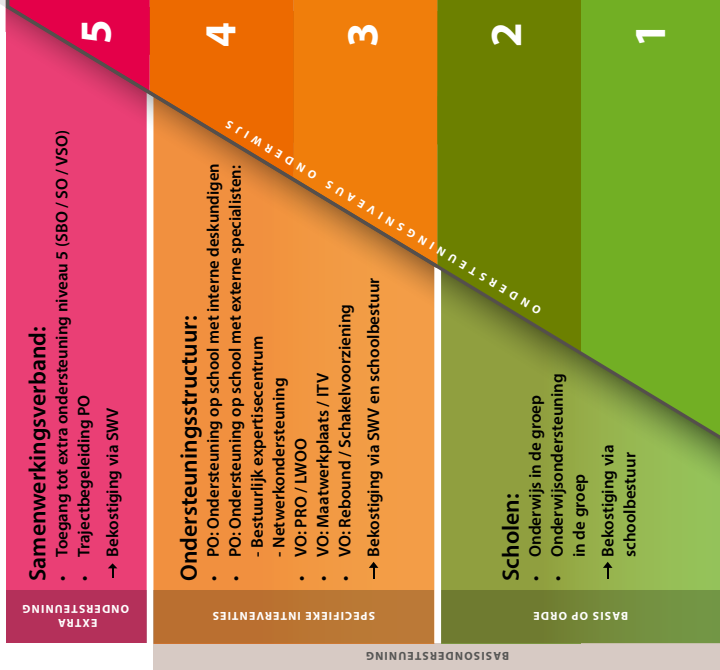 5
4
3
2
1
ONDERSTEUNINGSNIVEAUS ONDERWIJS
Samenwerkingsverband:
• Toegang tot extra ondersteuning niveau 5 (SBO / SO / VSO)
• Trajectbegeleiding PO
→ Bekostiging via SWV
EXTRA
ONDERSTEUNING
Ondersteuningsstructuur:
• PO: Ondersteuning op school met interne deskundigen
• PO: Ondersteuning op school met externe specialisten:
- Bestuurlijk expertisecentrum
- Netwerkondersteuning
• VO: PRO / LWOO
• VO: Maatwerkplaats / ITV
• VO: Rebound / Schakelvoorziening
→ Bekostiging via SWV en schoolbestuur
SPECIFIEKE INTERVENTIES
Scholen:
• Onderwijs in de groep
• Onderwijsondersteuning
in de groep
→ Bekostiging via
schoolbestuur
BASIS OP ORDE
BASISONDERSTEUNING